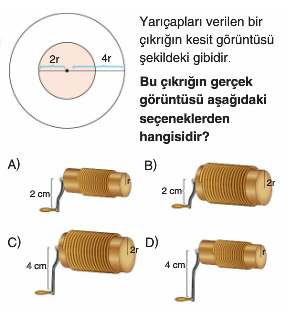 2r 4r
Yarıçapları verilen bir
çıkrığın kesit görüntüsü
şekildeki gibidir.
Bu çıkrığın gerçek
görüntüsü aşağıdaki
seçeneklerden
hangisidir?
A) 2 cm r
B) 2 cm 2r
C) 4 cm 2r
D) 4 cm r